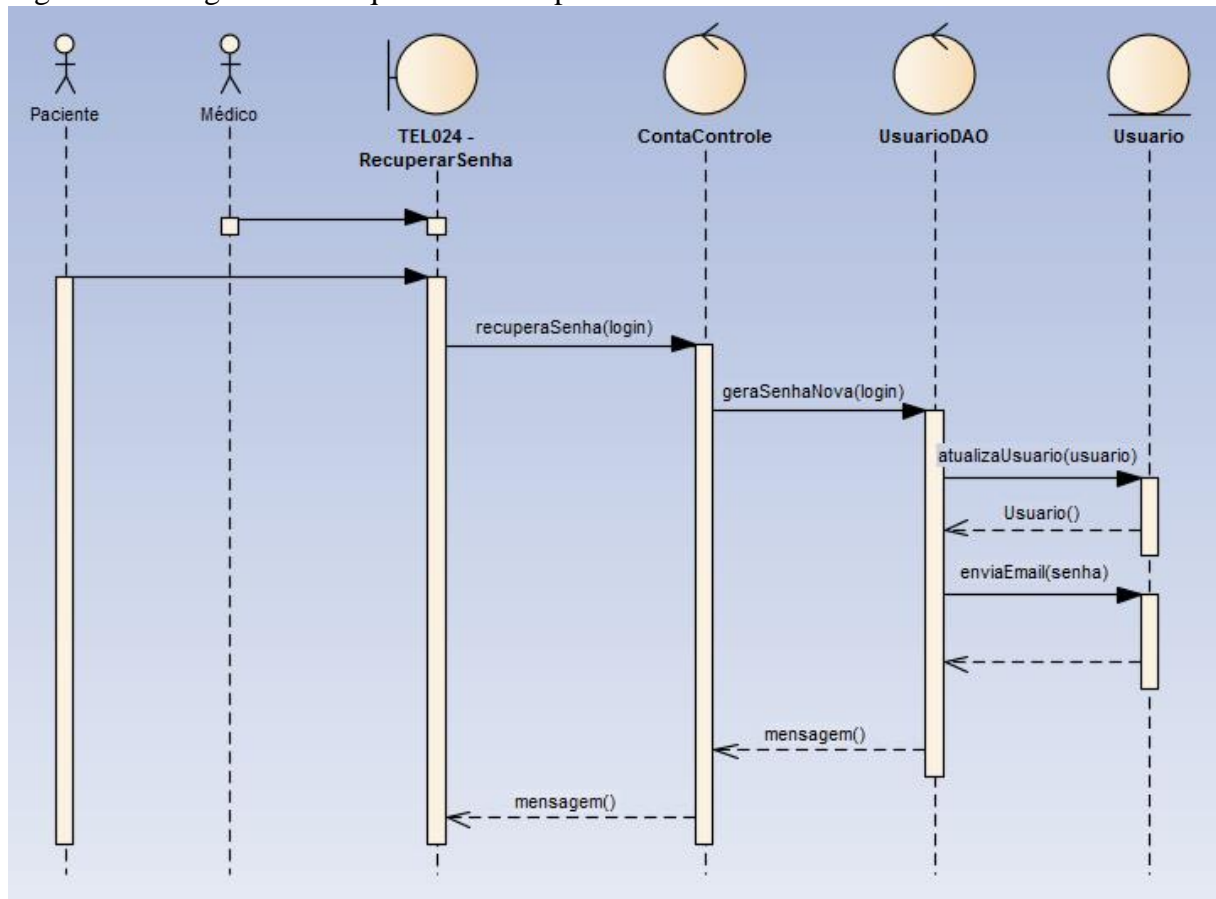 Paciente
Médico
TEL024 -
RecuperarSenha
ContaControle
UsuarioDAO
Usuario
recuperaSenha(login)
geraSenhaNova(login)
atualizaUsuario(usuario)
Usuario()
enviaEmail(senha)
mensagem()
mensagem()